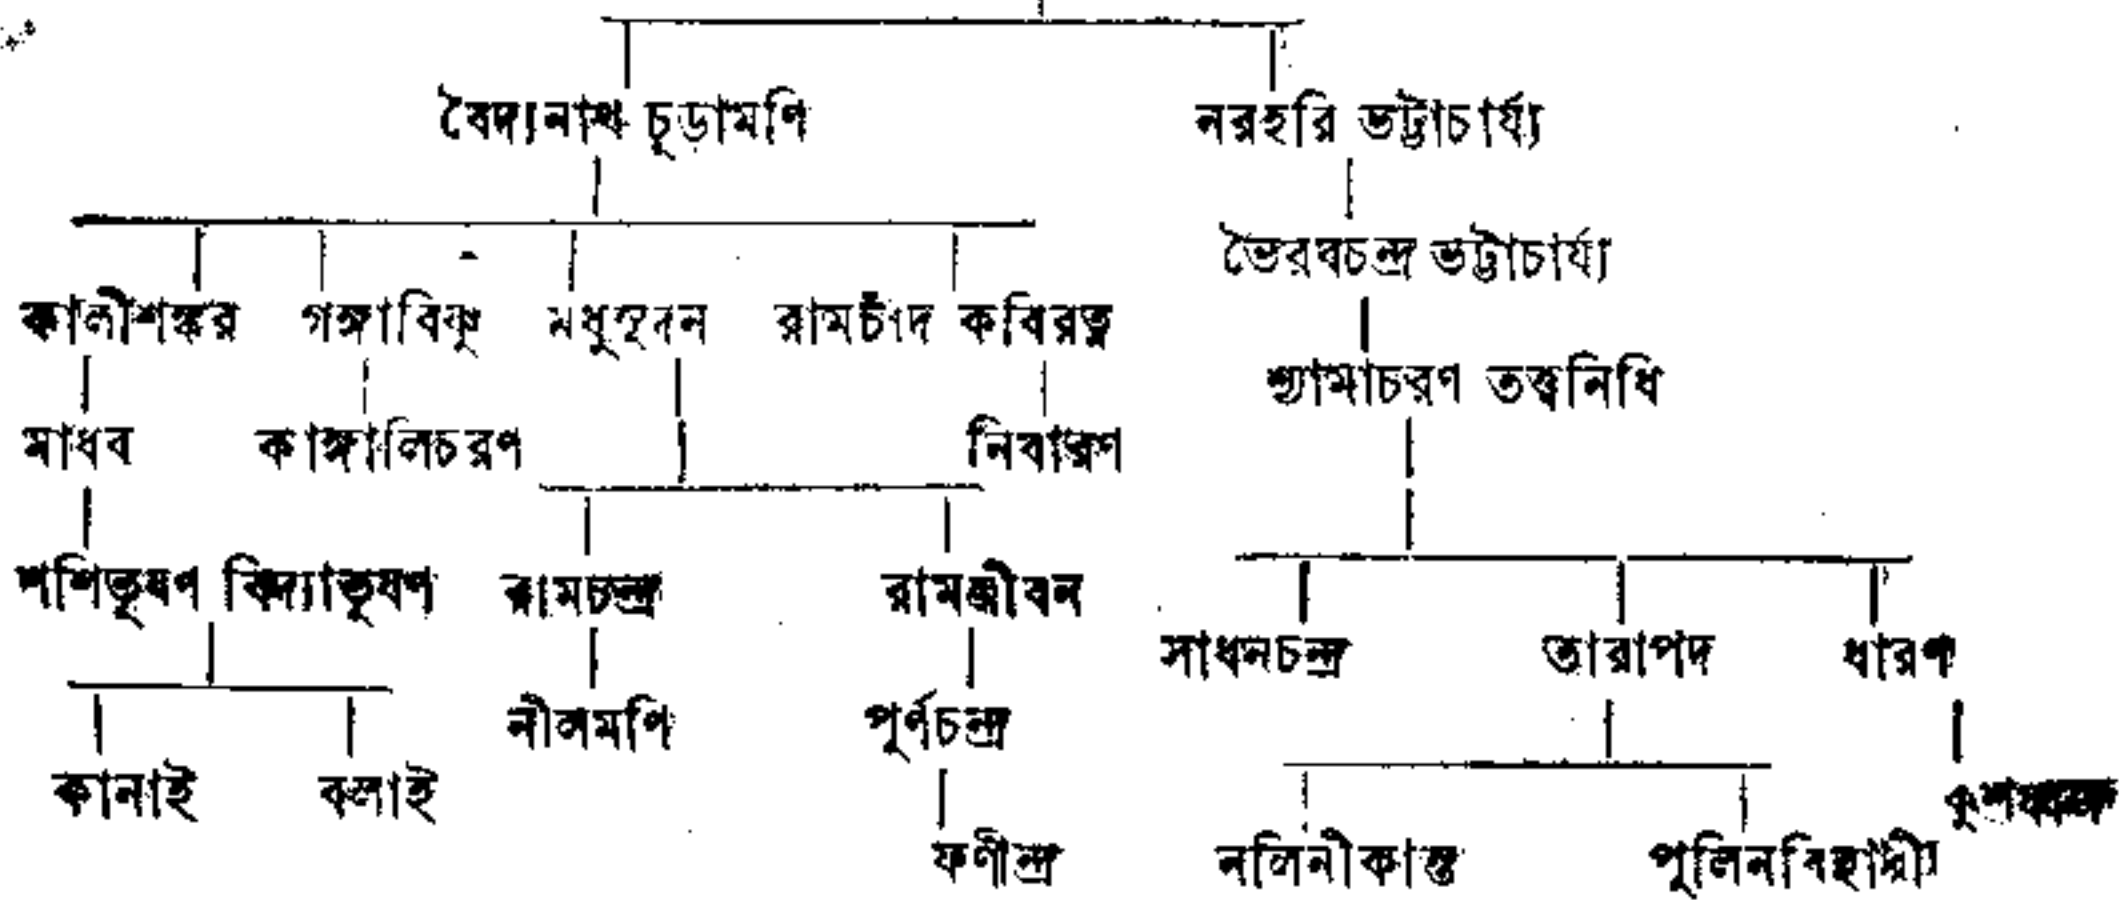 বৈদ্যনাথ চূড়ামণি নরহরি ভট্টাচার্য্য
ভৈরবচন্দ্র ভট্টাচার্য্য
কালীশঙ্কর গঙ্গাবিষ্ণু মধুসূদন রামচাঁদ কবিরত্ন
শ্যামাচরণ তত্ত্বনিধি
মাধব কাঙ্গালিচরণ নিবারণ
শশিভূষণ বিদ্যাভূষণ রামচন্দ্র রামজীবন
সাধনচন্দ্র তারাপদ ধারণ
নীলমণি পূর্ণচন্দ্র
কানাই বলাই
ফণীন্দ্র নলিনীকান্ত পুলিনবিহারী